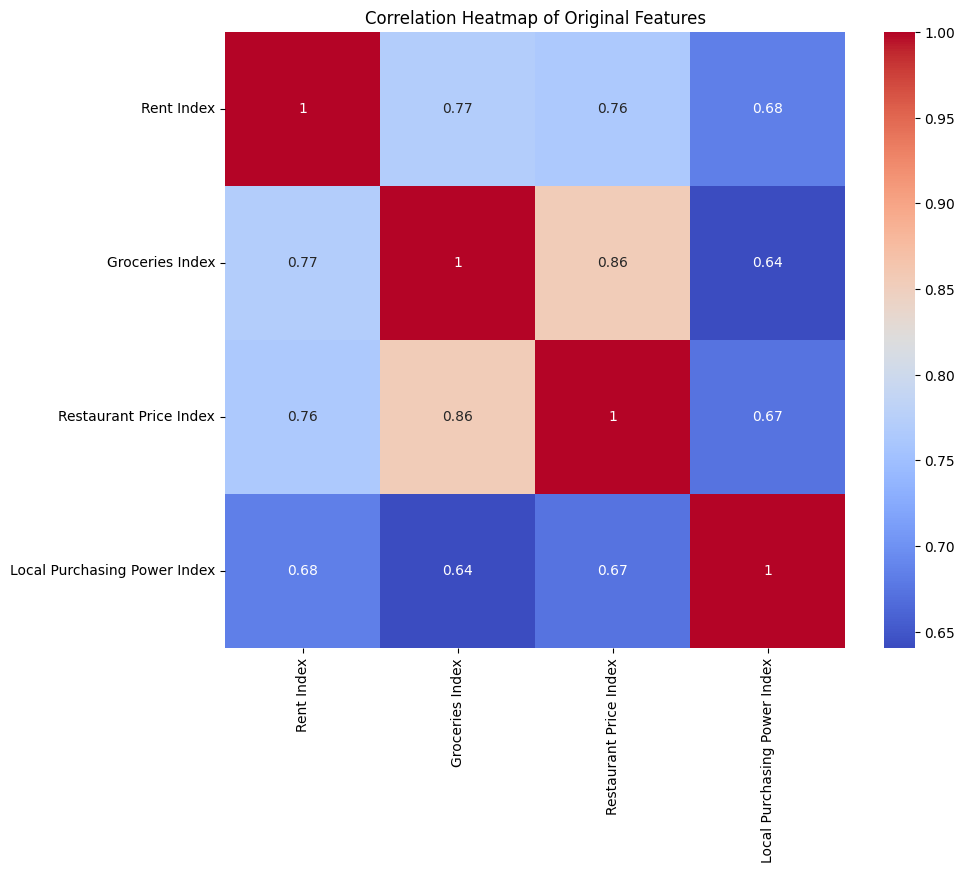 Correlation Heatmap of Original Features
Rent Index 1 0.77 0.76 0.68
Groceries Index 0.77 1 0.86 0.64
Restaurant Price Index 0.76 0.86 1 0.67
Local Purchasing Power Index 0.68 0.64 0.67 1
Rent Index
Groceries Index
Restaurant Price Index
Local Purchasing Power Index
1.00
0.95
0.90
0.85
0.80
0.75
0.70
0.65